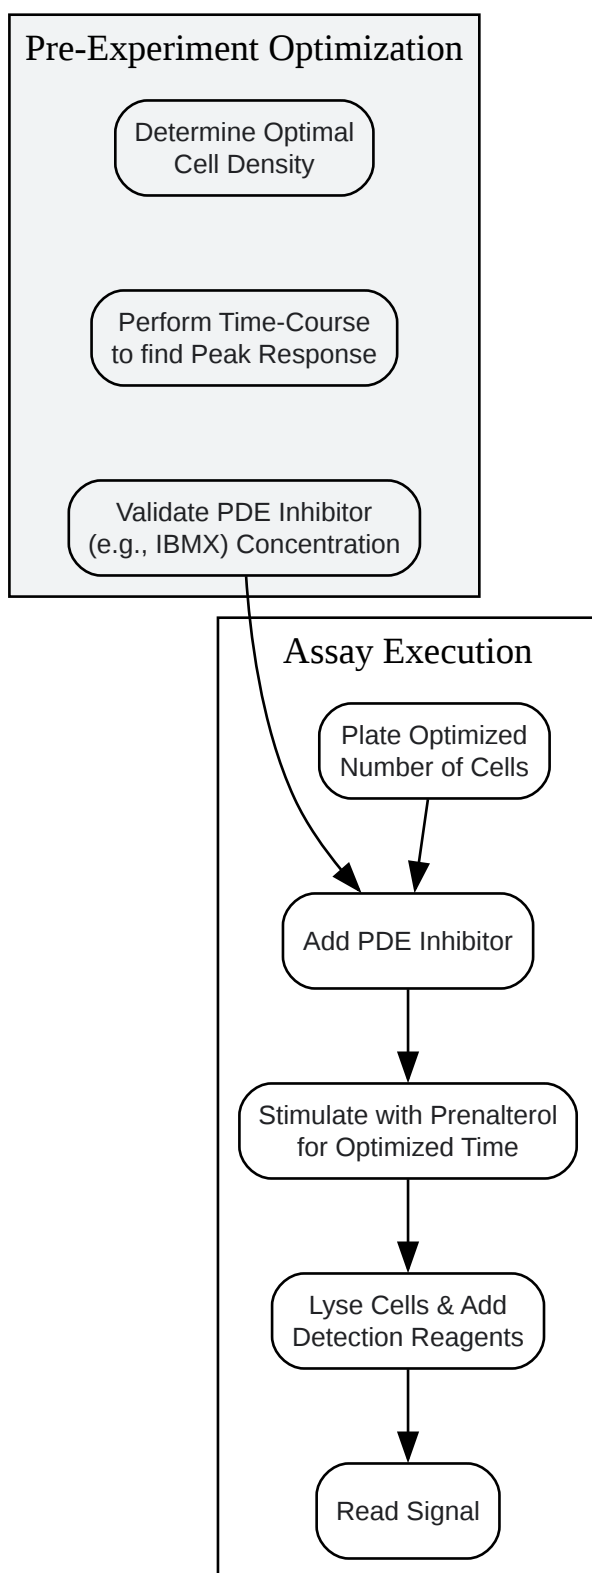 Pre-Experiment Optimization
Determine Optimal
Cell Density
Perform Time-Course
to find Peak Response
Validate PDE Inhibitor
(e.g., IBMX) Concentration
Assay Execution
Plate Optimized
Number of Cells
Add PDE Inhibitor
Stimulate with Prenalterol
for Optimized Time
Lyse Cells & Add
Detection Reagents
Read Signal